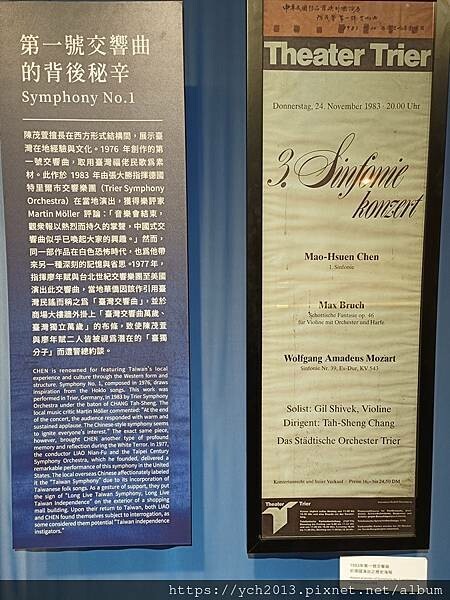 第一號交響曲
的背後秘辛
Symphony No.1
陳茂萱擅長在西方形式結構間，展示臺
灣在地經驗與文化。1976 年創作的第
一號交響曲，取用臺灣福佬民歌為素
材。此作於 1983 年由張大勝指揮德國
特里爾市交響樂團（Trier Symphony
Orchestra）在當地演出，獲得樂評家
Martin Möller 評論：「音樂會結束，
觀衆報以熱烈而持久的掌聲，中國式交
響曲似乎已喚起大家的興趣。」然而，
同一部作品在白色恐怖時代，也爲他帶
來另一種深刻的記憶與省思。1977年，
指揮廖年賦與台北世紀交響樂團至美國
演出此交響曲，當地華僑因該作引用臺
灣民謠而稱之爲「臺灣交響曲」，並於
商場大樓牆外掛上「臺灣交響曲萬歲、
臺灣獨立萬歲」的布條，致使陳茂萱
與廖年賦二人皆被視爲潛在的「臺獨
分子」而遭警總約談。
CHEN is renowned for featuring Taiwan's local
experience and culture through the Western form and
structure. Symphony No. 1, composed in 1976, draws
inspiration from the Hoklo songs. This work was
performed in Trier, Germany, in 1983 by Trier Symphony
Orchestra under the baton of CHANG Tah-Sheng. The
local music critic Martin Möller commented: "At the end
of the concert, the audience responded with warm and
sustained applause. The Chinese-style symphony seems
to ignite everyone's interest." The exact same piece,
however, brought CHEN another type of profound
memory and reflection during the White Terror. In 1977,
the conductor LIAO Nian-Fu and the Taipei Century
Symphony Orchestra, which he founded, delivered a
remarkable performance of this symphony in the United
States. The local overseas Chinese affectionately labeled
it the "Taiwan Symphony" due to its incorporation of
Taiwanese folk songs. As a gesture of support, they put
the sign of "Long Live Taiwan Symphony, Long Live
Taiwan Independence" on the exterior of a shopping
mall building. Upon their return to Taiwan, both LIAO
and CHEN found themselves subject to interrogation, as
some considered them potential "Taiwan independence
instigators."
Theater Trier
Donnerstag, 24. November 1983 · 20.00 Uhr
3. Sinfonie
konzert
Mao-Hsuen Chen
1. Sinfonie
Max Bruch
Schottische Fantasie op. 46
für Violine mit Orchester und Harfe
Wolfgang Amadeus Mozart
Sinfonie Nr. 39, Es-Dur, KV 543
Solist: Gil Shivek, Violine
Dirigent: Tah-Sheng Chang
Das Städtische Orchester Trier
Theater Trier
https://ych2013.pixnet.net/album